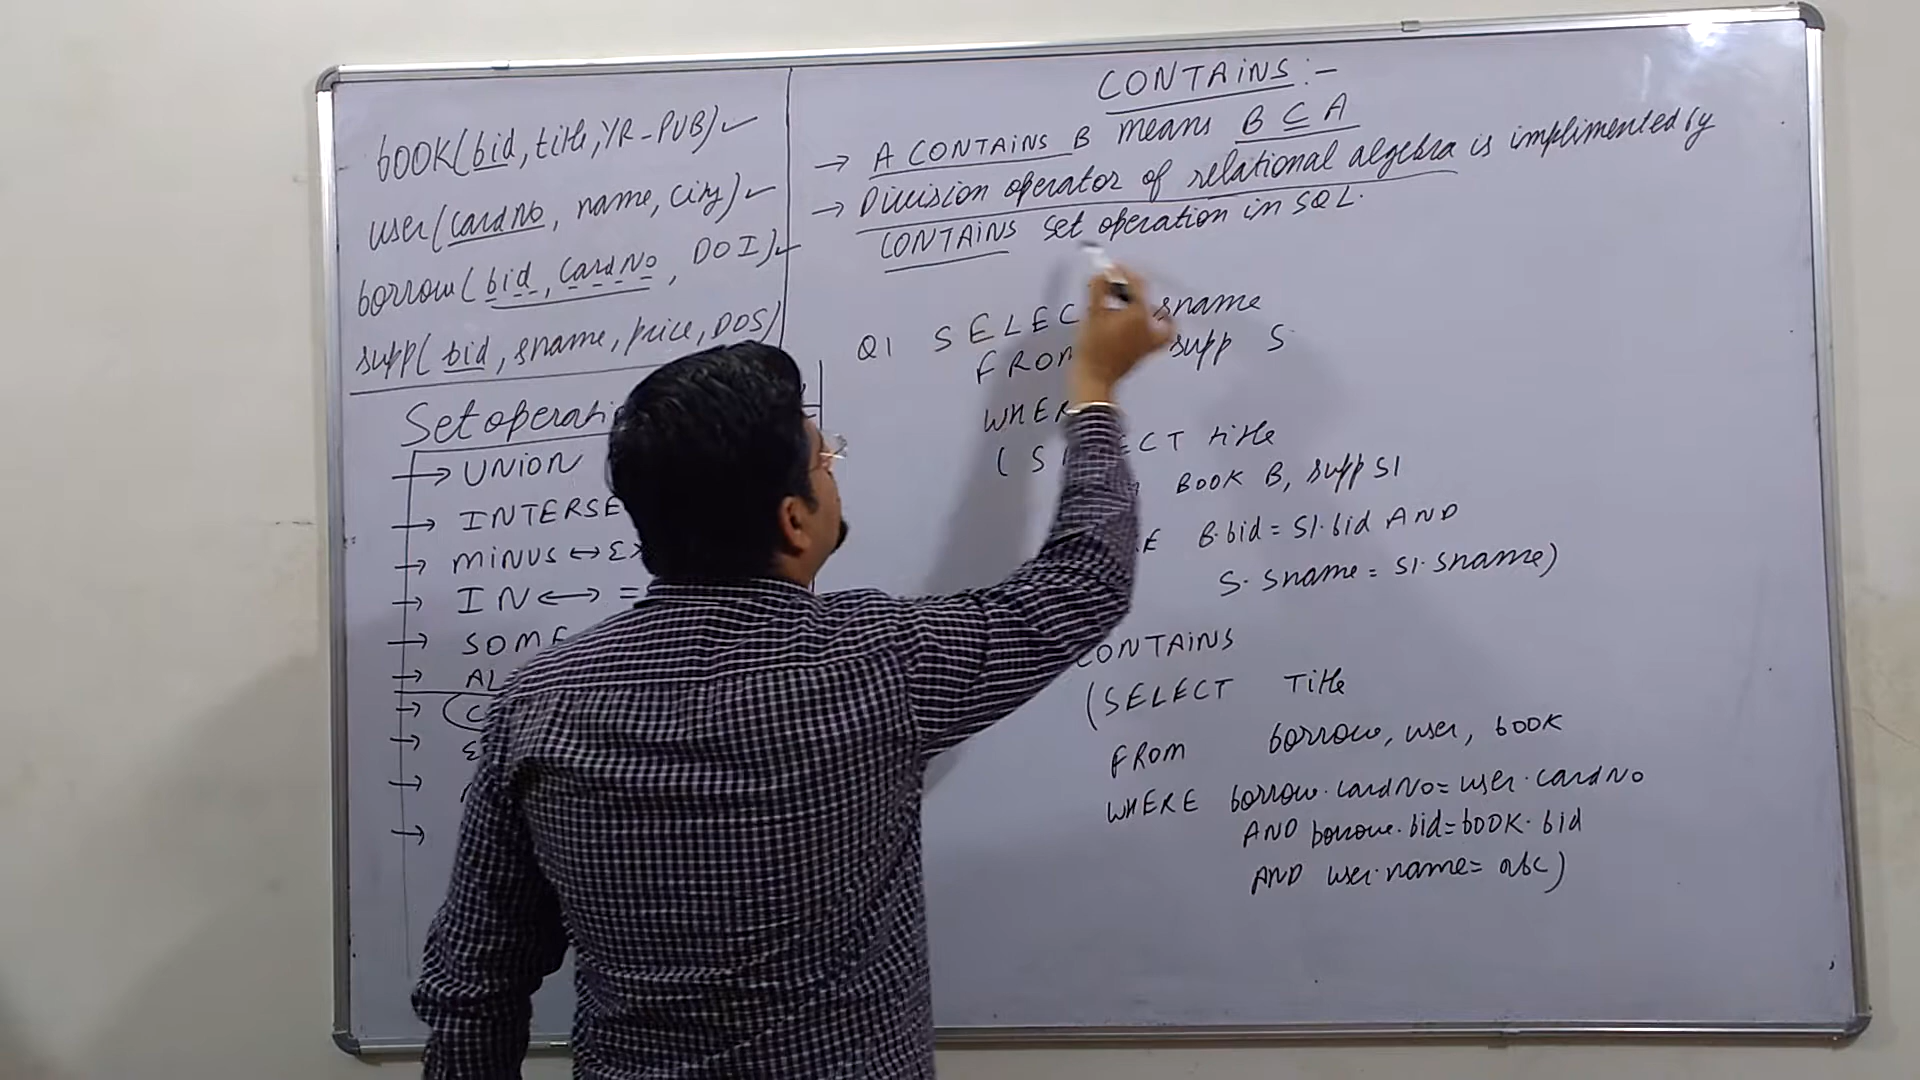 BOOK(bid, title, YR-PUB) ✓
user(cardNo, name, city) ✓
borrow(bid, cardNo, DOI) ✓
supp(bid, sname, price, DOS)
Set operati
→ UNION
→ INTERSE
→ MINUS ↔ EX
→ IN ↔ =
→ SOME
→ AL
→ C
→
→
→
CONTAINS :-
→ A CONTAINS B means B ⊆ A
→ Division operator of relational algebra is implimented by
CONTAINS set operation in SQL.
Q1 SELEC sname
FROM supp S
WHER
(S ECT title
BOOK B, supp S1
RE B.bid = S1.bid AND
S.sname = S1.sname)
CONTAINS
(SELECT Title
FROM borrow, user, book
WHERE borrow.cardNo = user.cardNo
AND borrow.bid = book.bid
AND user.name = abc)